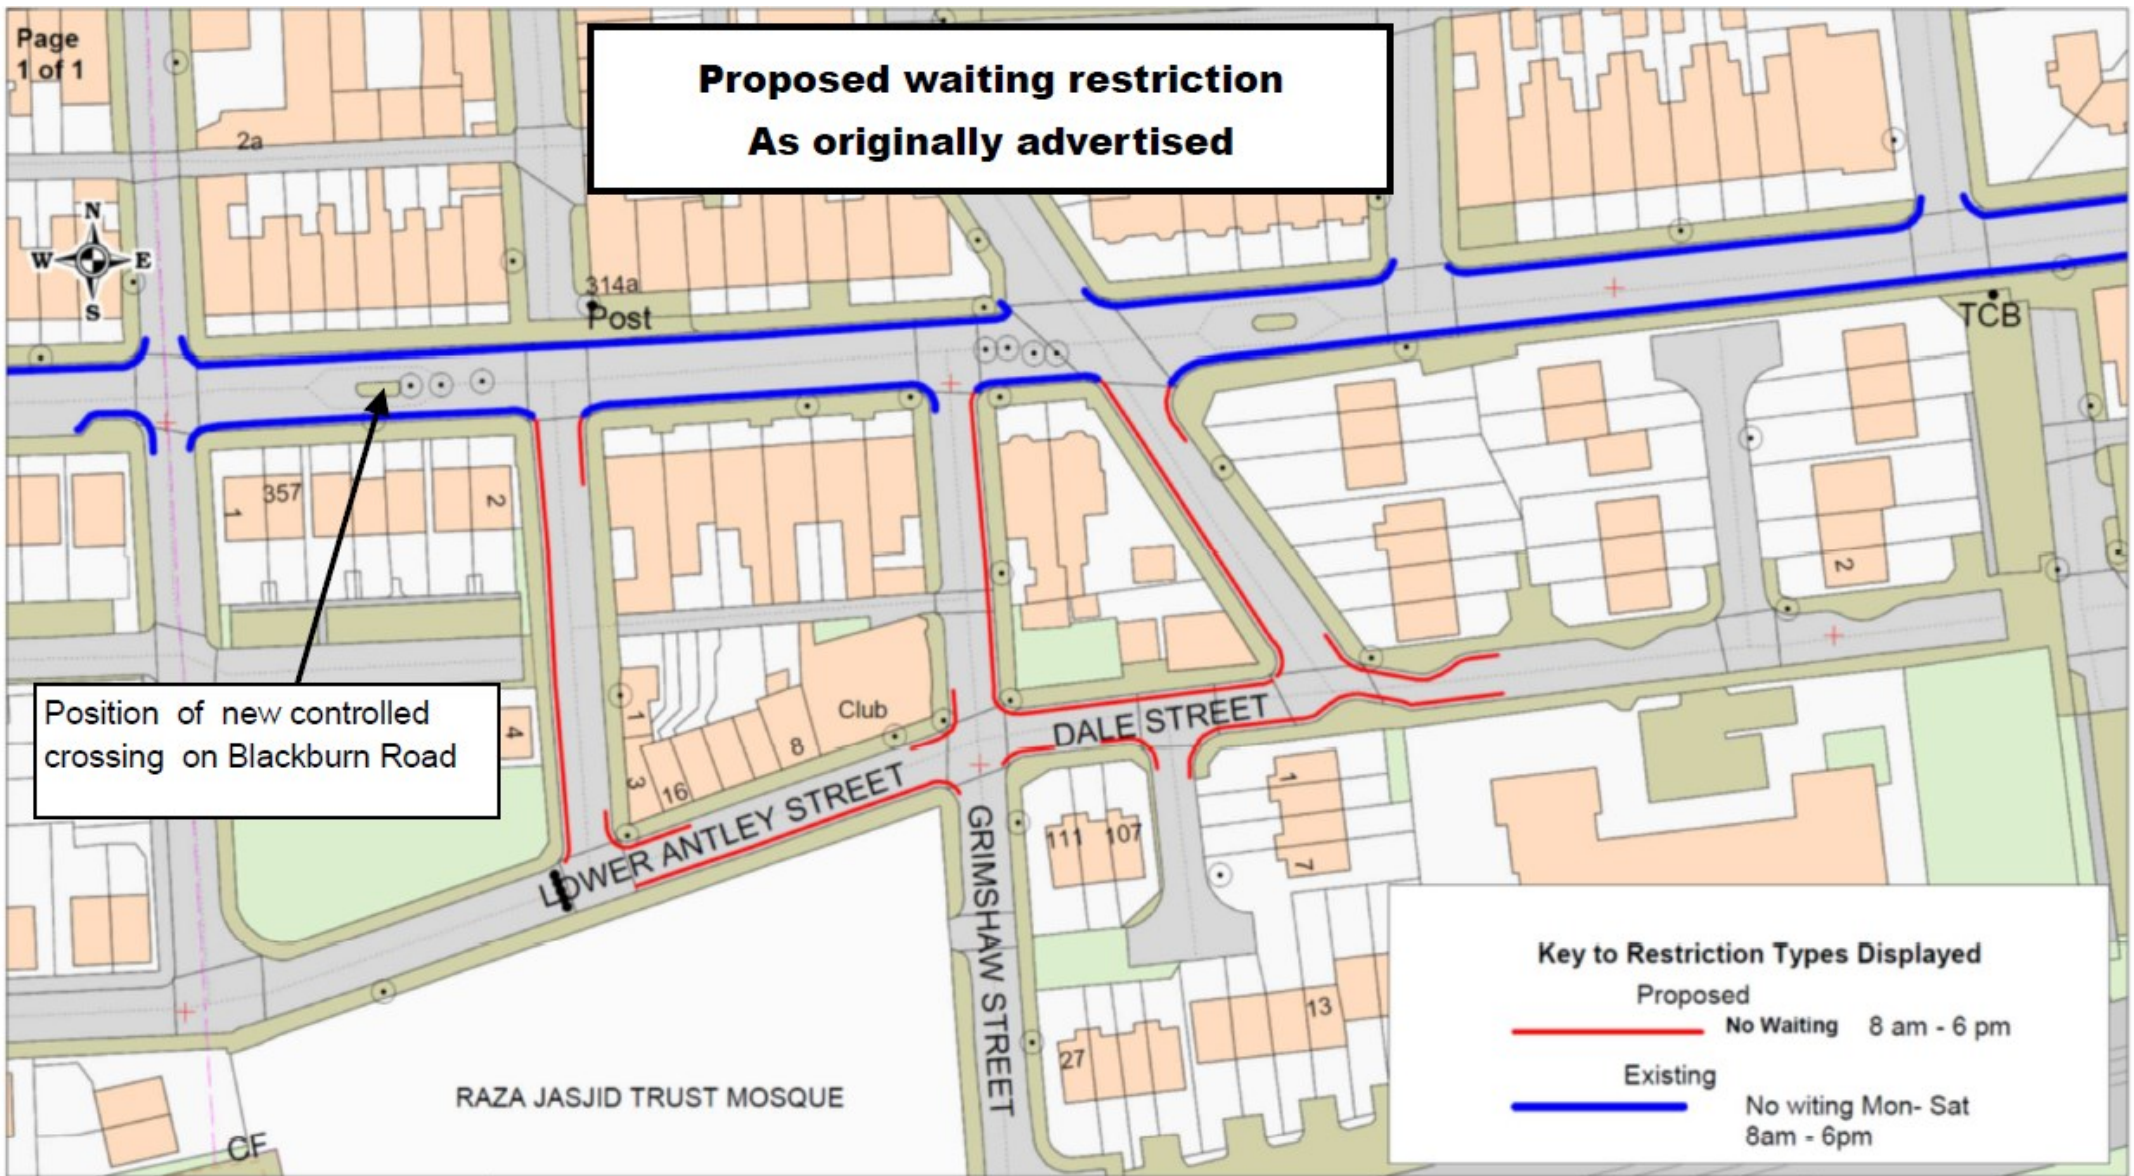 Page
1 of 1
Proposed waiting restriction
As originally advertised
2a
N
W E
S
314a
Post
TCB
357
1
2
2
Position of new controlled
crossing on Blackburn Road
4
1
Club
8
3
16
DALE STREET
LOWER ANTLEY STREET
GRIMSHAW STREET
111 107
1
7
13
27
RAZA JASJID TRUST MOSQUE
CF
Key to Restriction Types Displayed
Proposed
No Waiting 8 am - 6 pm
Existing
No witing Mon- Sat
8am - 6pm